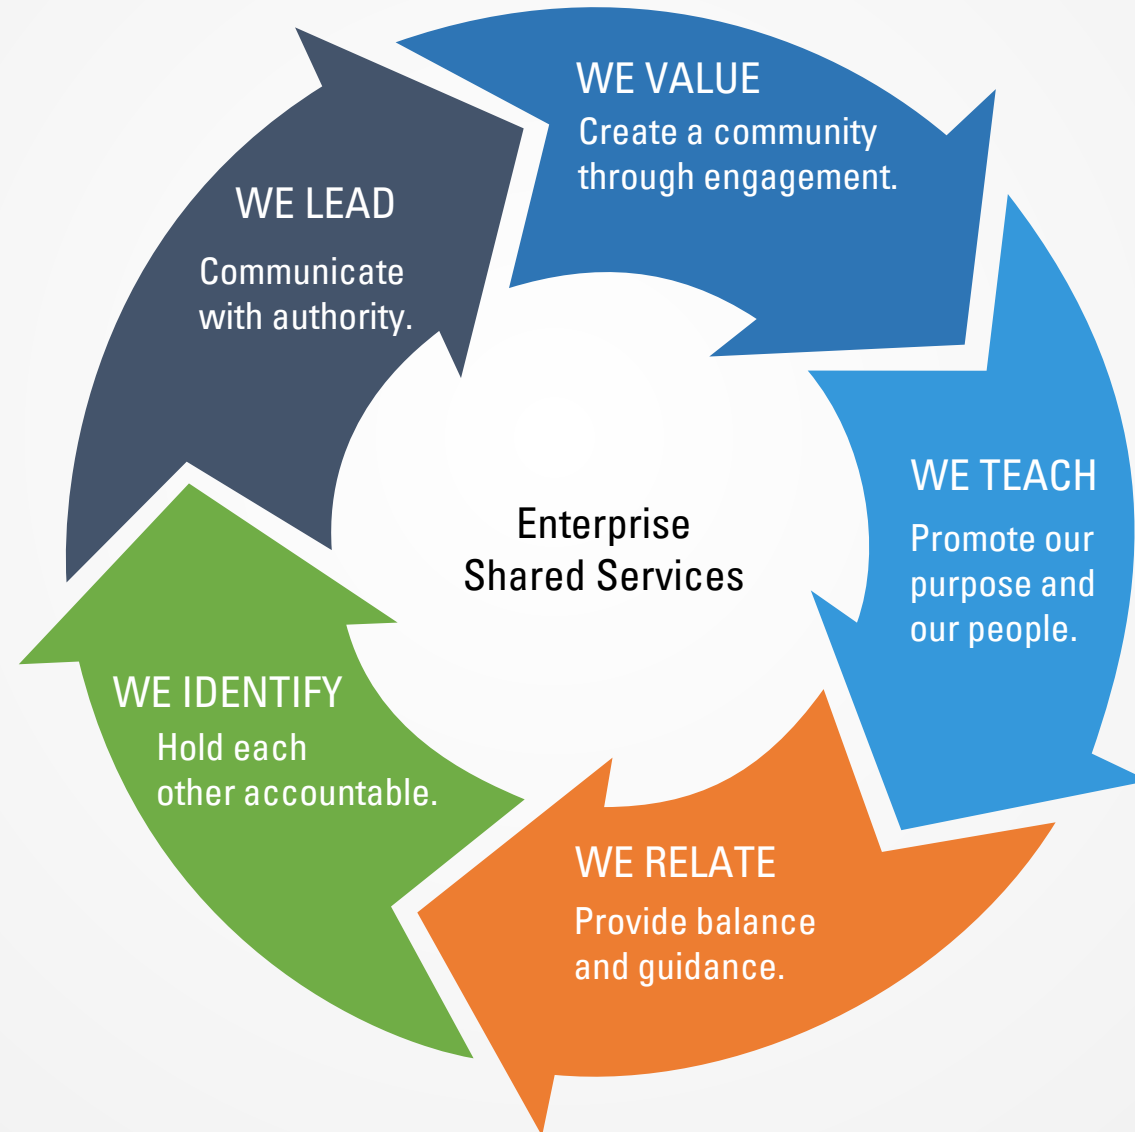 WE VALUE
Create a community
through engagement.
WE LEAD
Communicate
with authority.
WE TEACH
Promote our
purpose and
our people.
Enterprise
Shared Services
WE IDENTIFY
Hold each
other accountable.
WE RELATE
Provide balance
and guidance.